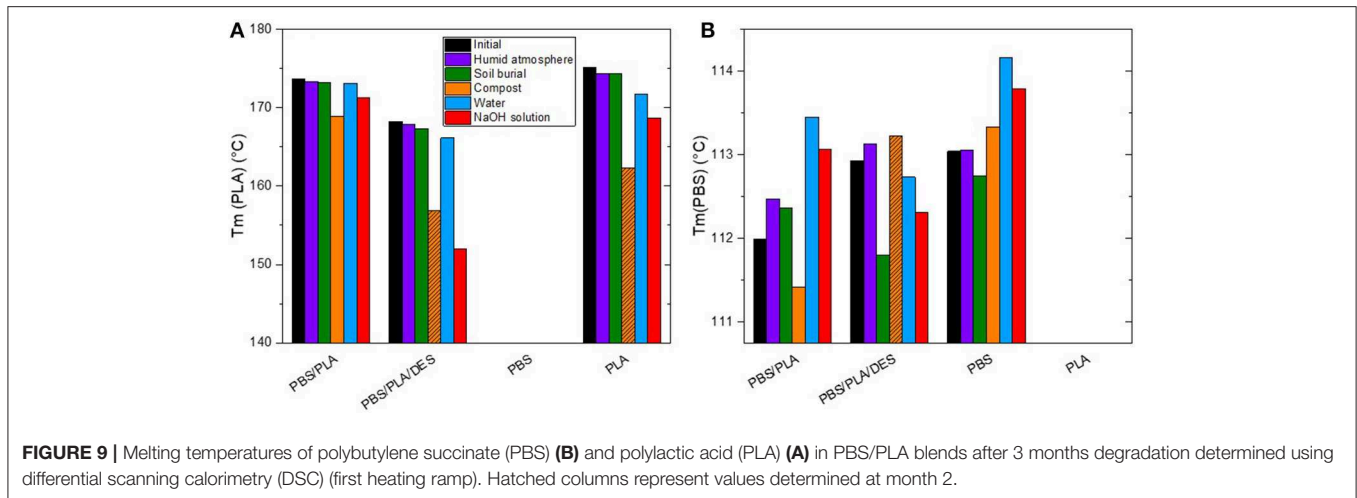 A
180
170
160
150
140
Tm (PLA) (°C)
Initial
Humid atmosphere
Soil burial
Compost
Water
NaOH solution
PBS/PLA
PBS/PLA/DES
PBS
PLA
B
114
113
112
111
Tm(PBS) (°C)
PBS/PLA
PBS/PLA/DES
PBS
PLA
FIGURE 9 | Melting temperatures of polybutylene succinate (PBS) (B) and polylactic acid (PLA) (A) in PBS/PLA blends after 3 months degradation determined using
differential scanning calorimetry (DSC) (first heating ramp). Hatched columns represent values determined at month 2.